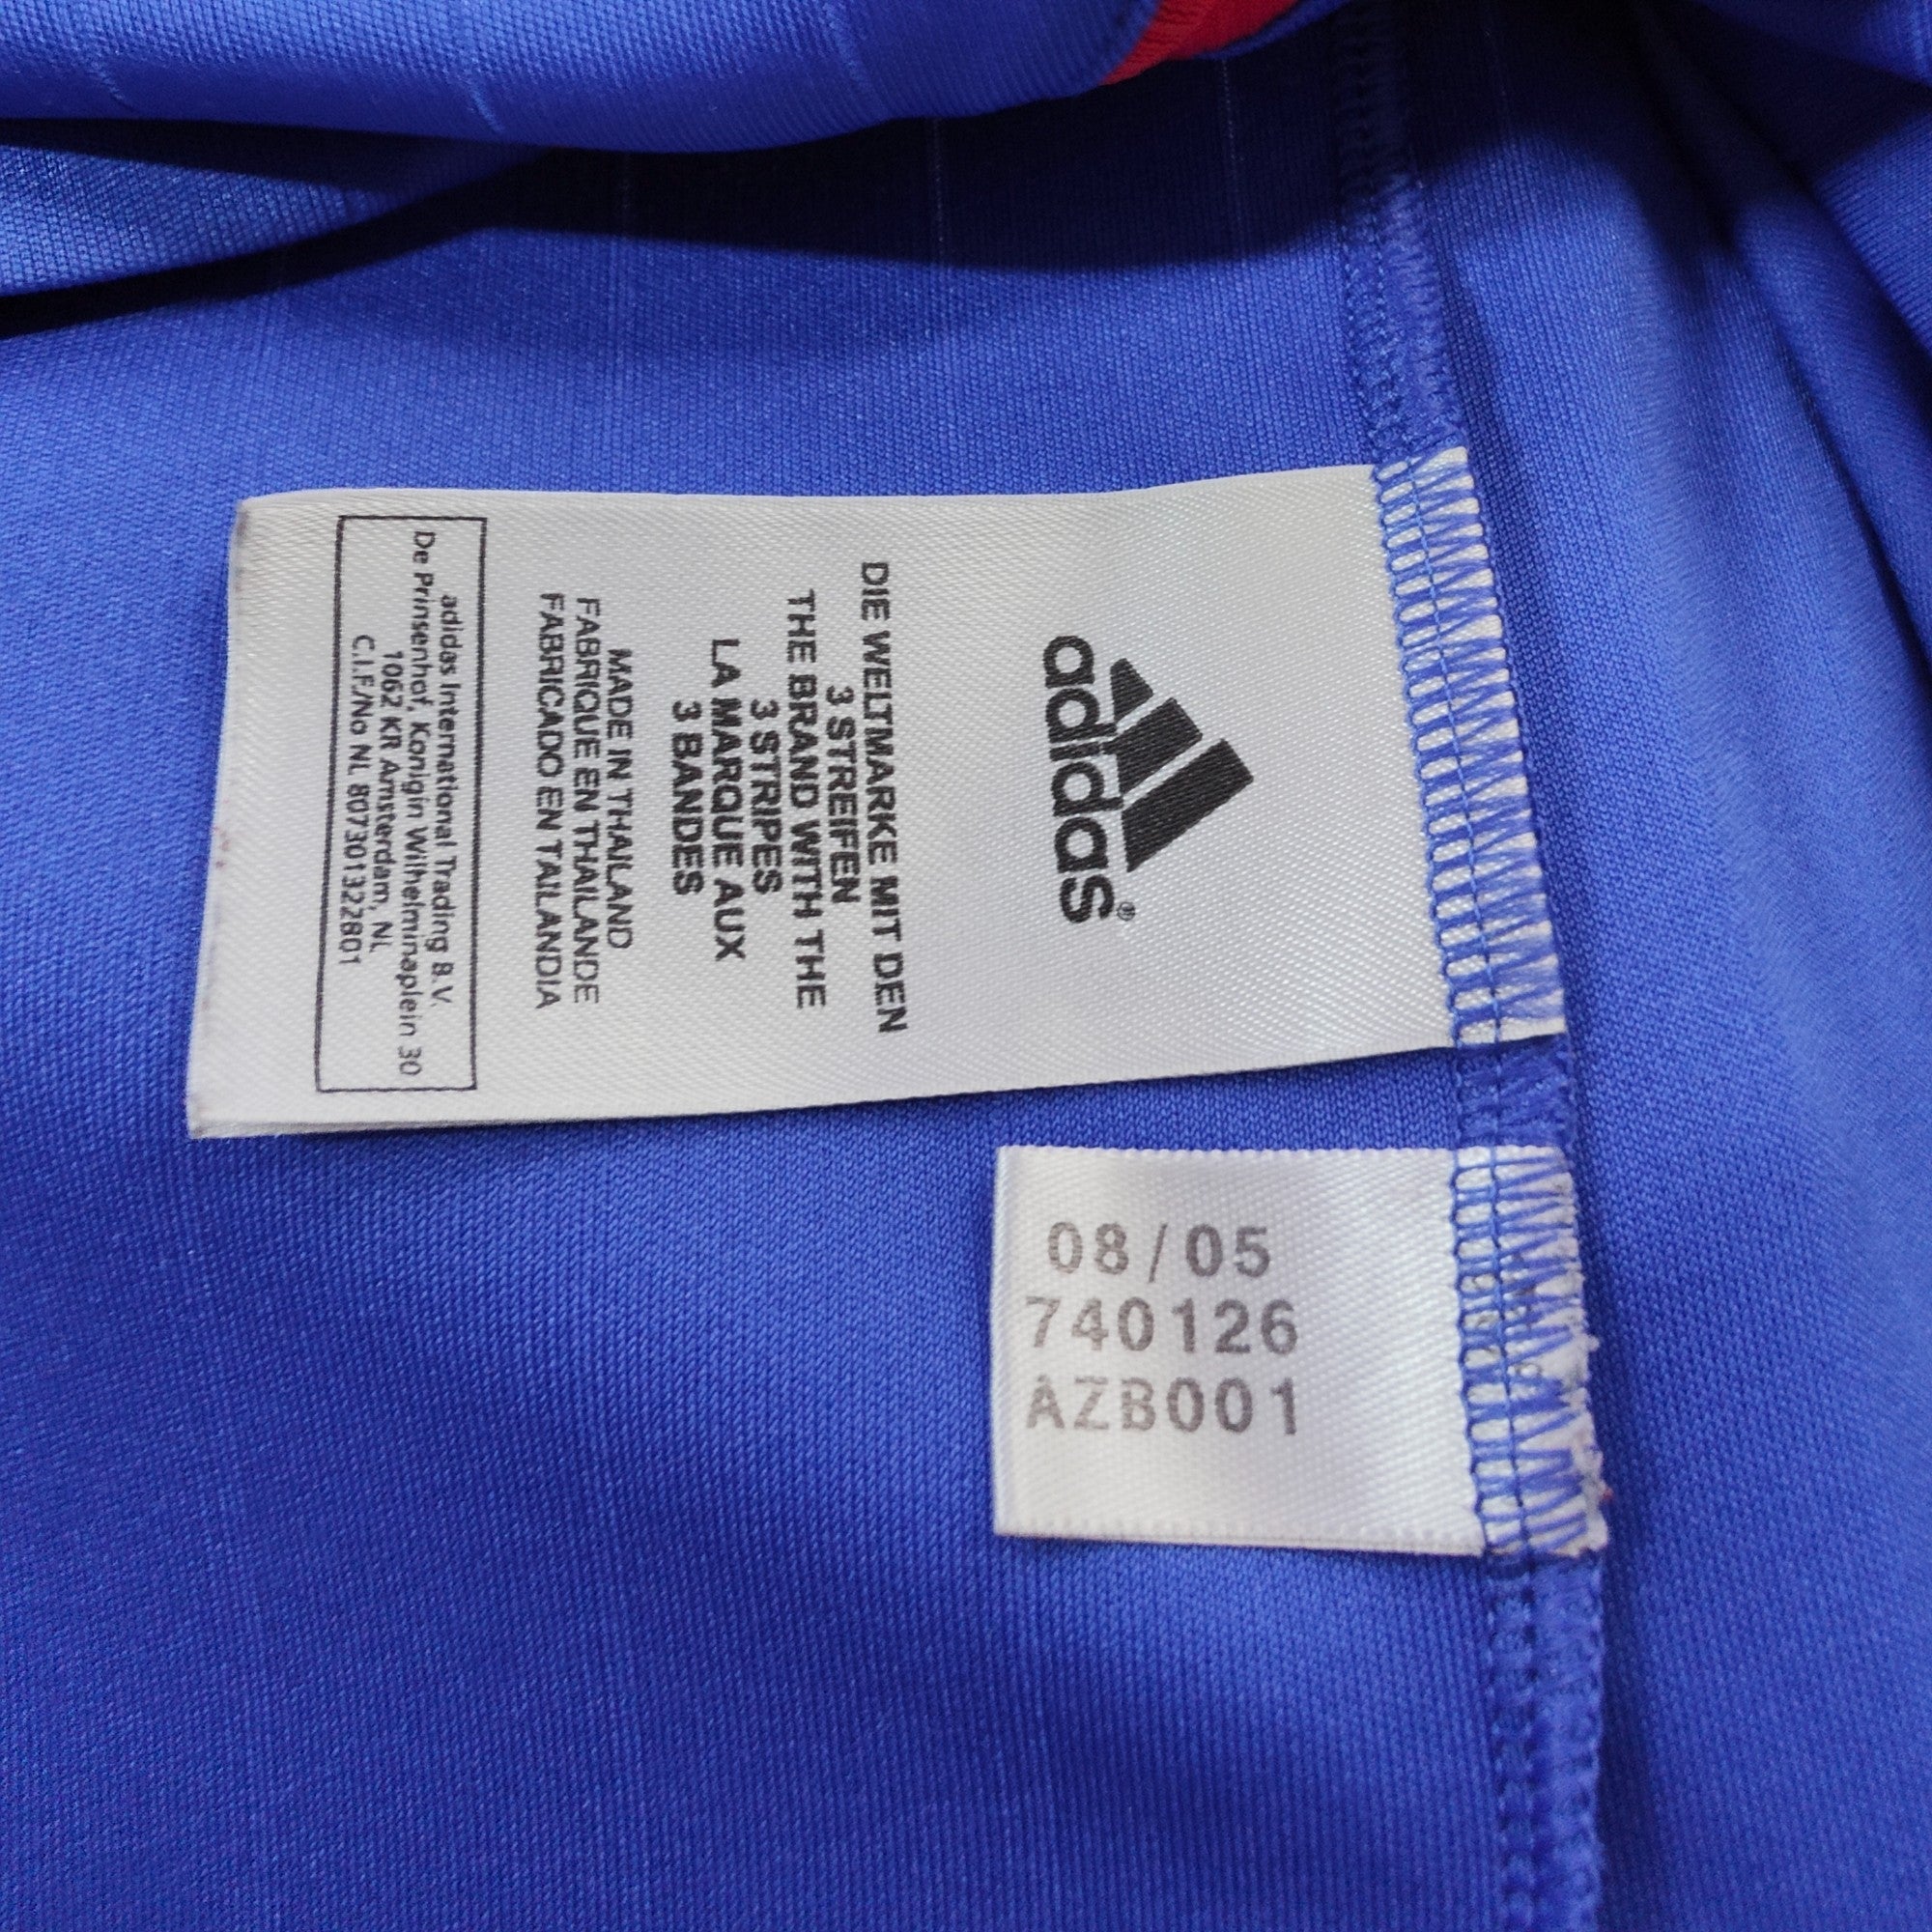 adidas®
DIE WELTMARKE MIT DEN
3 STREIFEN
THE BRAND WITH THE
3 STRIPES
LA MARQUE AUX
3 BANDES
MADE IN THAILAND
FABRIQUE EN THAILANDE
FABRICADO EN TAILANDIA
adidas International Trading B.V.
De Prinsenhof, Konigin Wilhelminaplein 30
1062 KR Amsterdam, NL
C.I.F./No NL 807301322B01
08/05
740126
AZB001